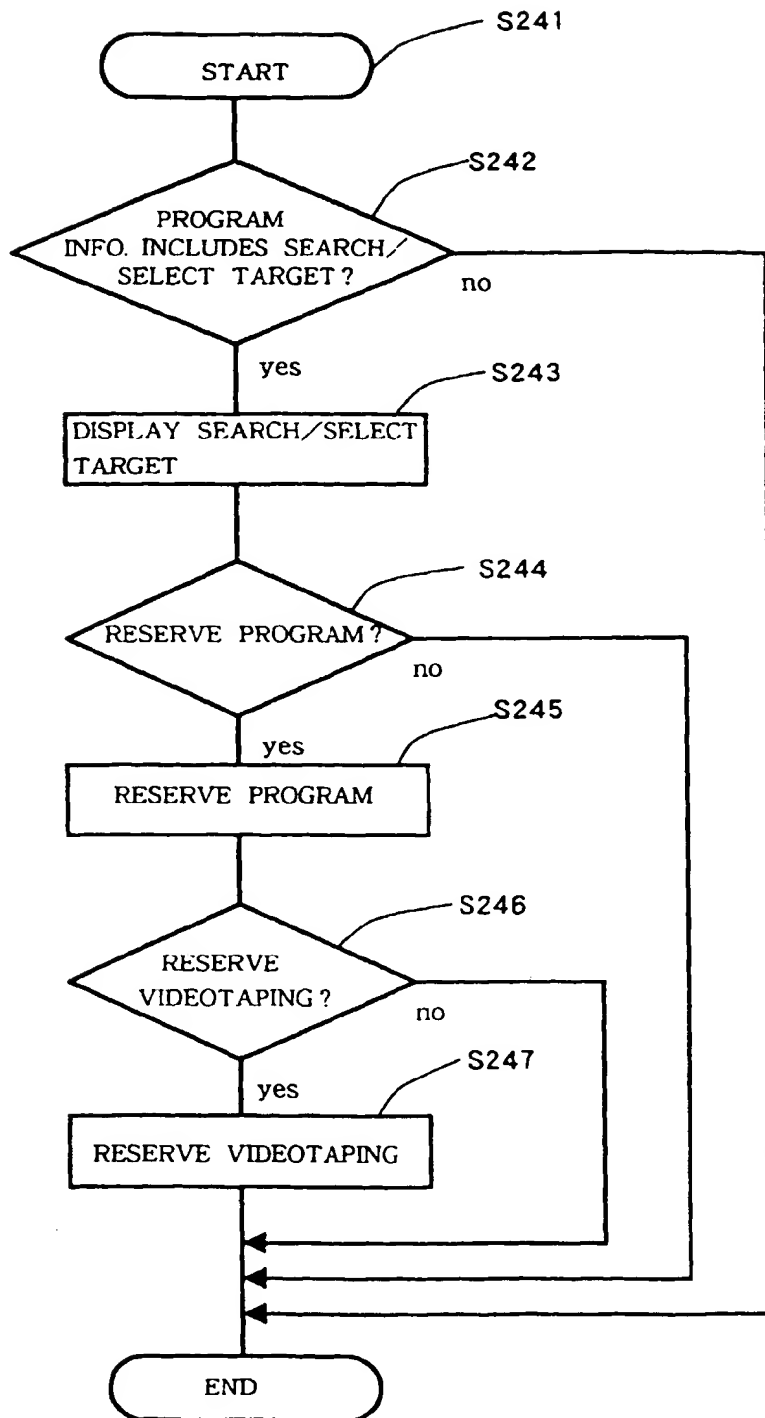 S241
START
S242
PROGRAM
INFO. INCLUDES SEARCH/
SELECT TARGET?
no
yes
S243
DISPLAY SEARCH/SELECT
TARGET
S244
RESERVE PROGRAM?
no
S245
yes
RESERVE PROGRAM
S246
RESERVE
VIDEOTAPING?
no
S247
yes
RESERVE VIDEOTAPING
END